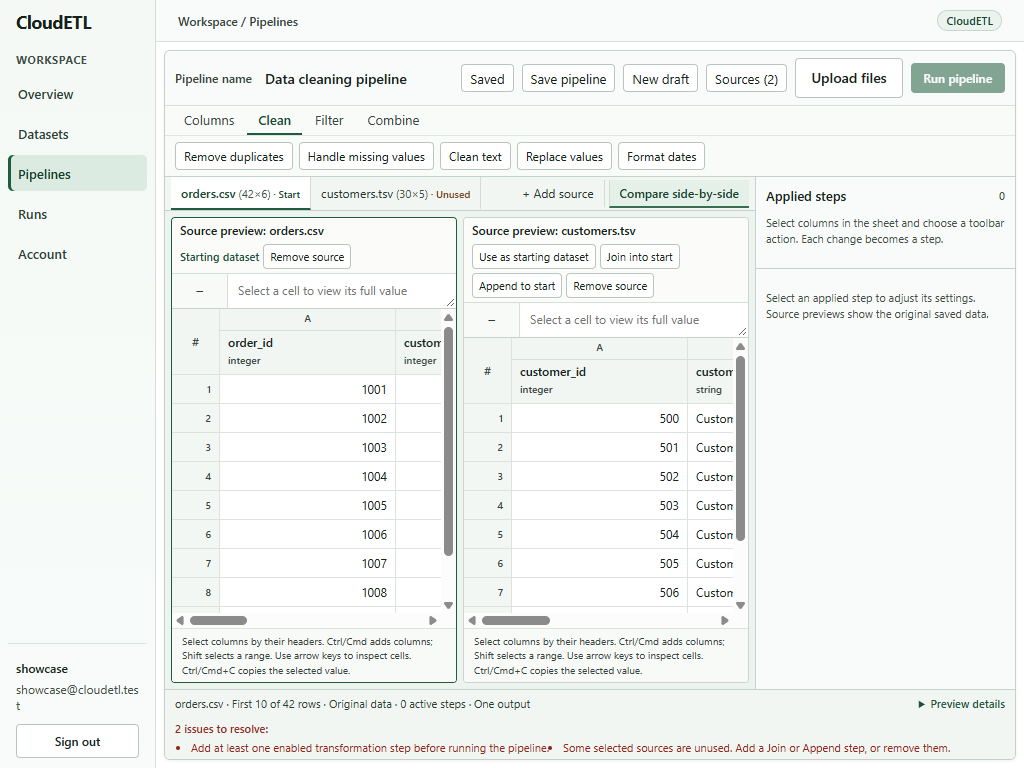 CloudETL
WORKSPACE
Overview
Datasets
Pipelines
Runs
Account
showcase
showcase@cloudetl.tes
t
Sign out
Workspace / Pipelines
CloudETL
Pipeline name Data cleaning pipeline
Saved Save pipeline New draft Sources (2) Upload files Run pipeline
Columns Clean Filter Combine
Remove duplicates Handle missing values Clean text Replace values Format dates
orders.csv (42×6) · Start customers.tsv (30×5) · Unused + Add source Compare side-by-side
Source preview: orders.csv
Starting dataset Remove source
– Select a cell to view its full value
A
# order_id custom
integer integer
1 1001
2 1002
3 1003
4 1004
5 1005
6 1006
7 1007
8 1008
Select columns by their headers. Ctrl/Cmd adds columns;
Shift selects a range. Use arrow keys to inspect cells.
Ctrl/Cmd+C copies the selected value.
Source preview: customers.tsv
Use as starting dataset Join into start
Append to start Remove source
– Select a cell to view its full value
A
# customer_id custom
integer string
1 500 Custom
2 501 Custom
3 502 Custom
4 503 Custom
5 504 Custom
6 505 Custom
7 506 Custom
Select columns by their headers. Ctrl/Cmd adds columns;
Shift selects a range. Use arrow keys to inspect cells.
Ctrl/Cmd+C copies the selected value.
Applied steps 0
Select columns in the sheet and choose a toolbar
action. Each change becomes a step.
Select an applied step to adjust its settings.
Source previews show the original saved data.
orders.csv · First 10 of 42 rows · Original data · 0 active steps · One output
▶ Preview details
2 issues to resolve:
• Add at least one enabled transformation step before running the pipeline.
• Some selected sources are unused. Add a Join or Append step, or remove them.